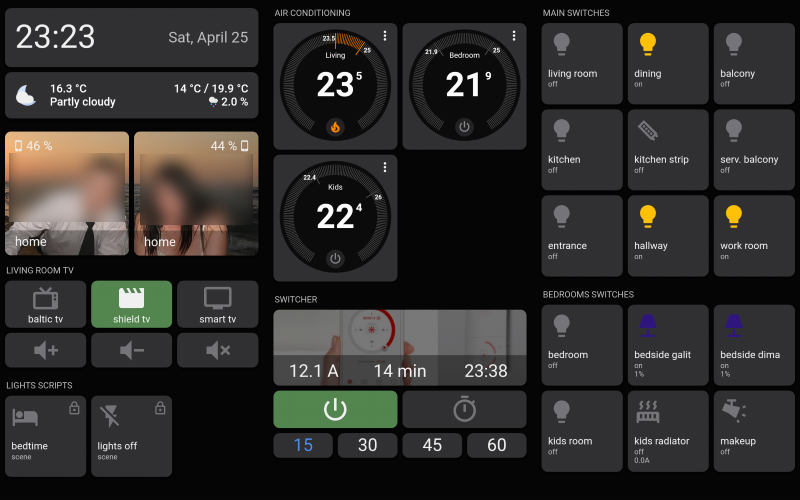 23:23
Sat, April 25
16.3 °C
Partly cloudy
14 °C / 19.9 °C
2.0 %
46 %
home
44 %
home
LIVING ROOM TV
baltic tv
shield tv
smart tv
LIGHTS SCRIPTS
bedtime
scene
lights off
scene
AIR CONDITIONING
23.5
25
Living
23 5
21.9
25
Bedroom
21 9
22.4
26
Kids
22 4
SWITCHER
12.1 A
14 min
23:38
15
30
45
60
MAIN SWITCHES
living room
off
dining
on
balcony
off
kitchen
off
kitchen strip
off
serv. balcony
off
entrance
off
hallway
on
work room
on
BEDROOMS SWITCHES
bedroom
off
bedside galit
on
1%
bedside dima
on
1%
kids room
off
kids radiator
off
0.0A
makeup
off